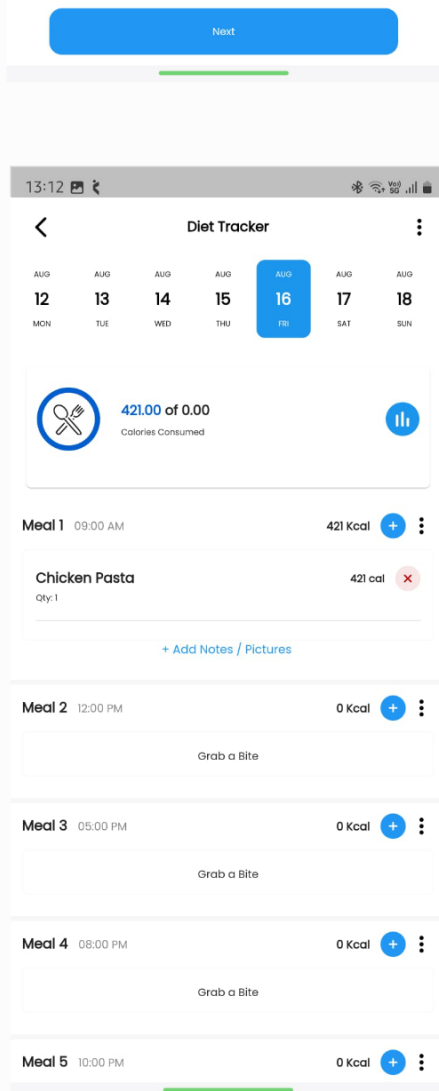 Next
13:12
Vo)) 5G
Diet Tracker
AUG AUG AUG AUG AUG AUG AUG
12 13 14 15 16 17 18
MON TUE WED THU FRI SAT SUN
421.00 of 0.00
Calories Consumed
Meal 1 09:00 AM 421 Kcal +
Chicken Pasta 421 cal
Qty: 1
+ Add Notes / Pictures
Meal 2 12:00 PM 0 Kcal +
Grab a Bite
Meal 3 05:00 PM 0 Kcal +
Grab a Bite
Meal 4 08:00 PM 0 Kcal +
Grab a Bite
Meal 5 10:00 PM 0 Kcal +